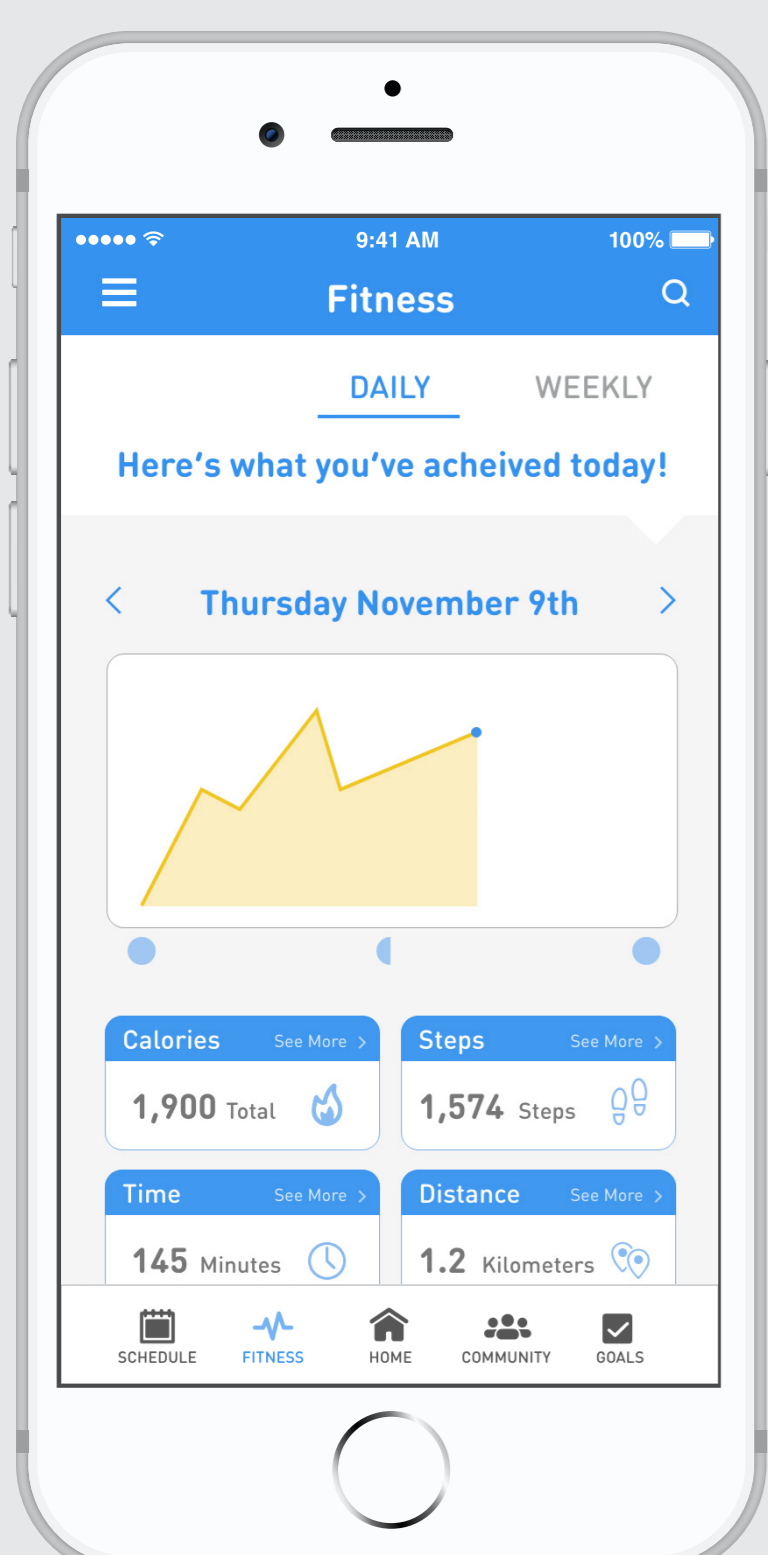 9:41 AM 100%
Fitness
DAILY WEEKLY
Here's what you've acheived today!
Thursday November 9th
Calories See More >
1,900 Total
Steps See More >
1,574 Steps
Time See More >
145 Minutes
Distance See More >
1.2 Kilometers
SCHEDULE FITNESS HOME COMMUNITY GOALS